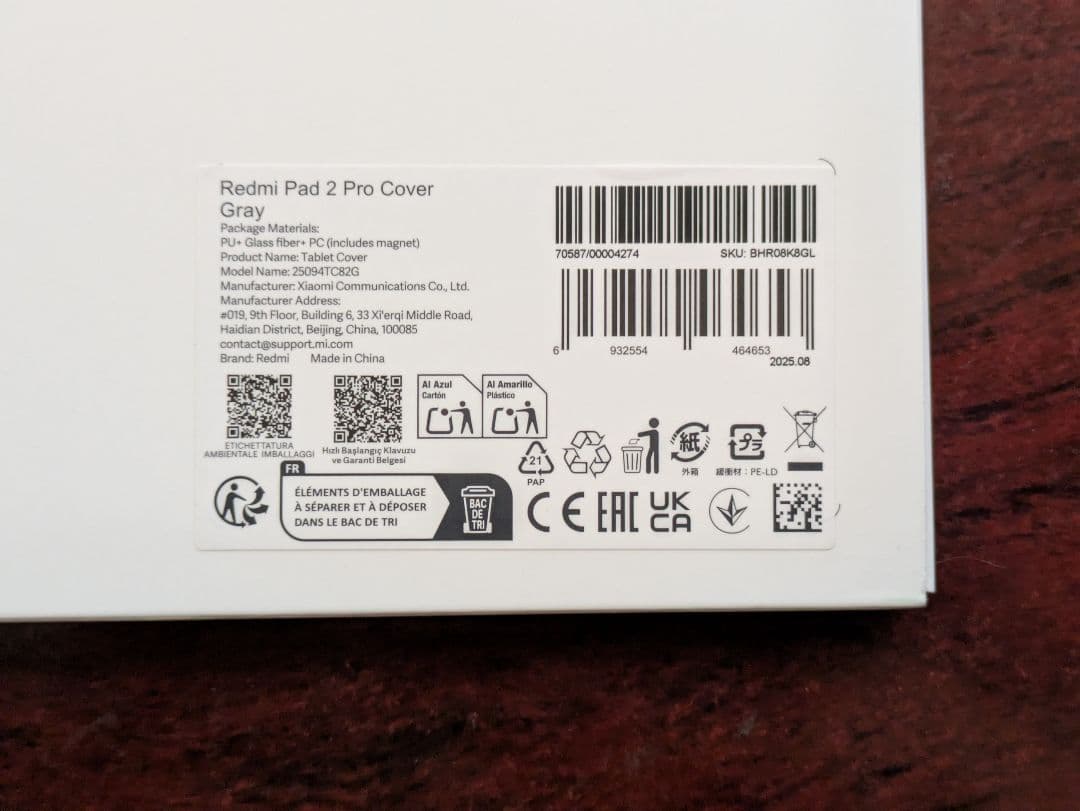 Redmi Pad 2 Pro Cover
Gray
Package Materials:
PU+ Glass fiber+ PC (includes magnet)
Product Name: Tablet Cover
Model Name: 25094TC82G
Manufacturer: Xiaomi Communications Co., Ltd.
Manufacturer Address:
#019, 9th Floor, Building 6, 33 Xi'erqi Middle Road,
Haidian District, Beijing, China, 100085
contact@support.mi.com
Brand: Redmi Made in China
70587/00004274 SKU: BHR08K8GL
6 932554 464653
2025.08
ETICHETTATURA
AMBIENTALE IMBALLAGGI
Hızlı Başlangıç Klavuzu
ve Garanti Belgesi
Al Azul
Cartón
Al Amarillo
Plástico
21
PAP
紙
外箱
プラ
緩衝材：PE-LD
FR
ÉLÉMENTS D'EMBALLAGE
À SÉPARER ET À DÉPOSER
DANS LE BAC DE TRI
BAC
DE
TRI
CE EAC UK
CA